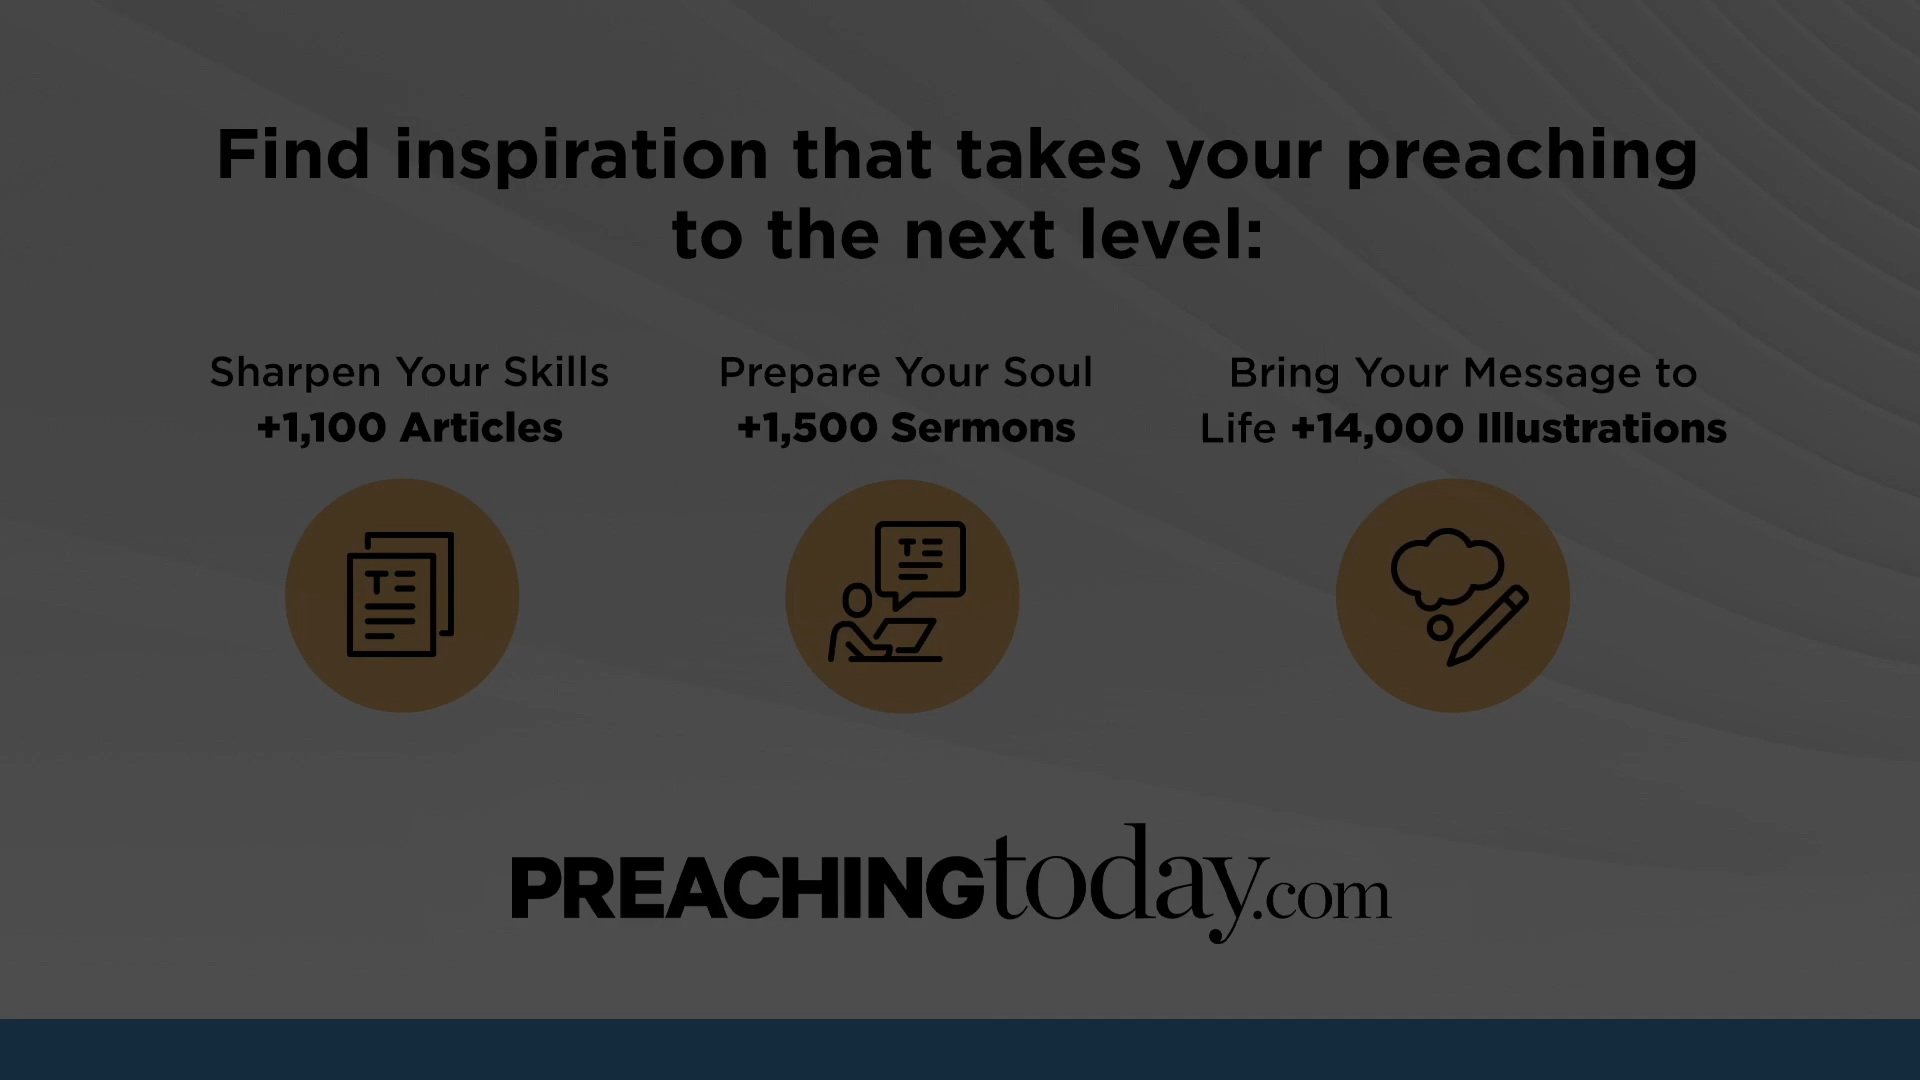 Find inspiration that takes your preaching
to the next level:
Sharpen Your Skills
+1,100 Articles
Prepare Your Soul
+1,500 Sermons
Bring Your Message to
Life +14,000 Illustrations
PREACHINGtoday.com